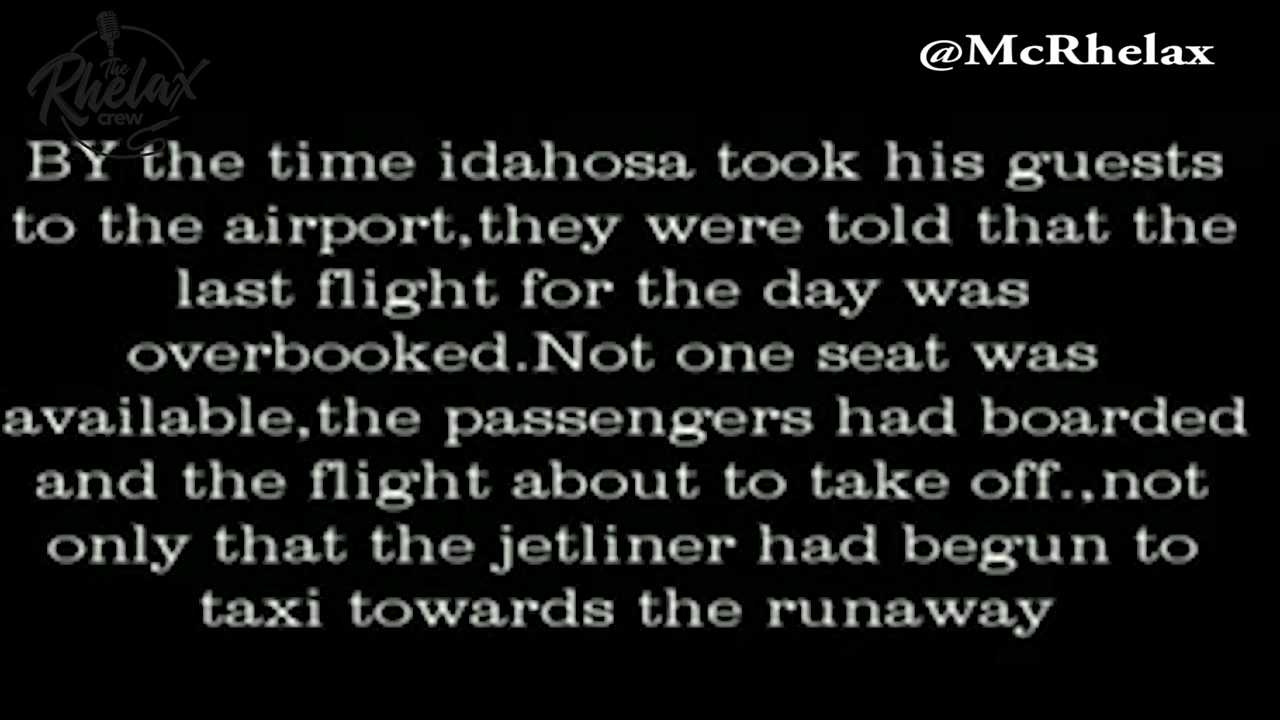 The
Rhelax
crew
@McRhelax
BY the time idahosa took his guests
to the airport,they were told that the
last flight for the day was
overbooked.Not one seat was
available,the passengers had boarded
and the flight about to take off.,not
only that the jetliner had begun to
taxi towards the runaway